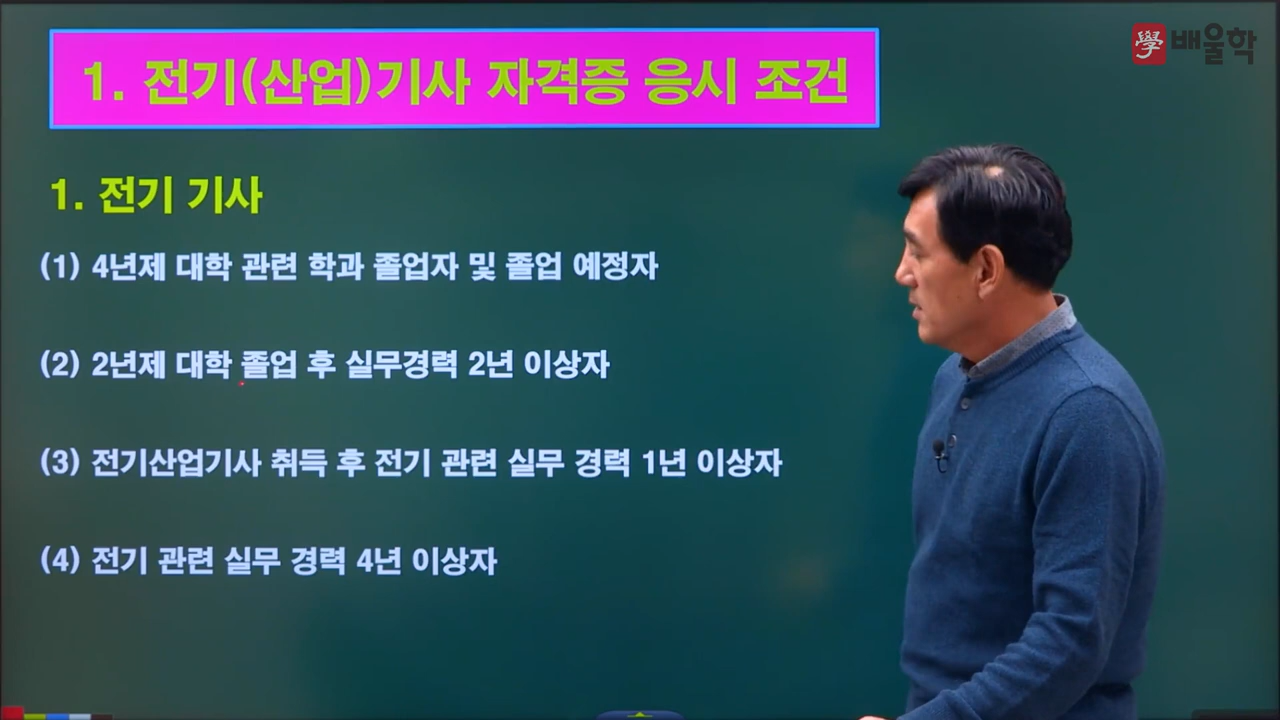 學 배울학
1. 전기(산업)기사 자격증 응시 조건
1. 전기 기사
(1) 4년제 대학 관련 학과 졸업자 및 졸업 예정자
(2) 2년제 대학 졸업 후 실무경력 2년 이상자
(3) 전기산업기사 취득 후 전기 관련 실무 경력 1년 이상자
(4) 전기 관련 실무 경력 4년 이상자